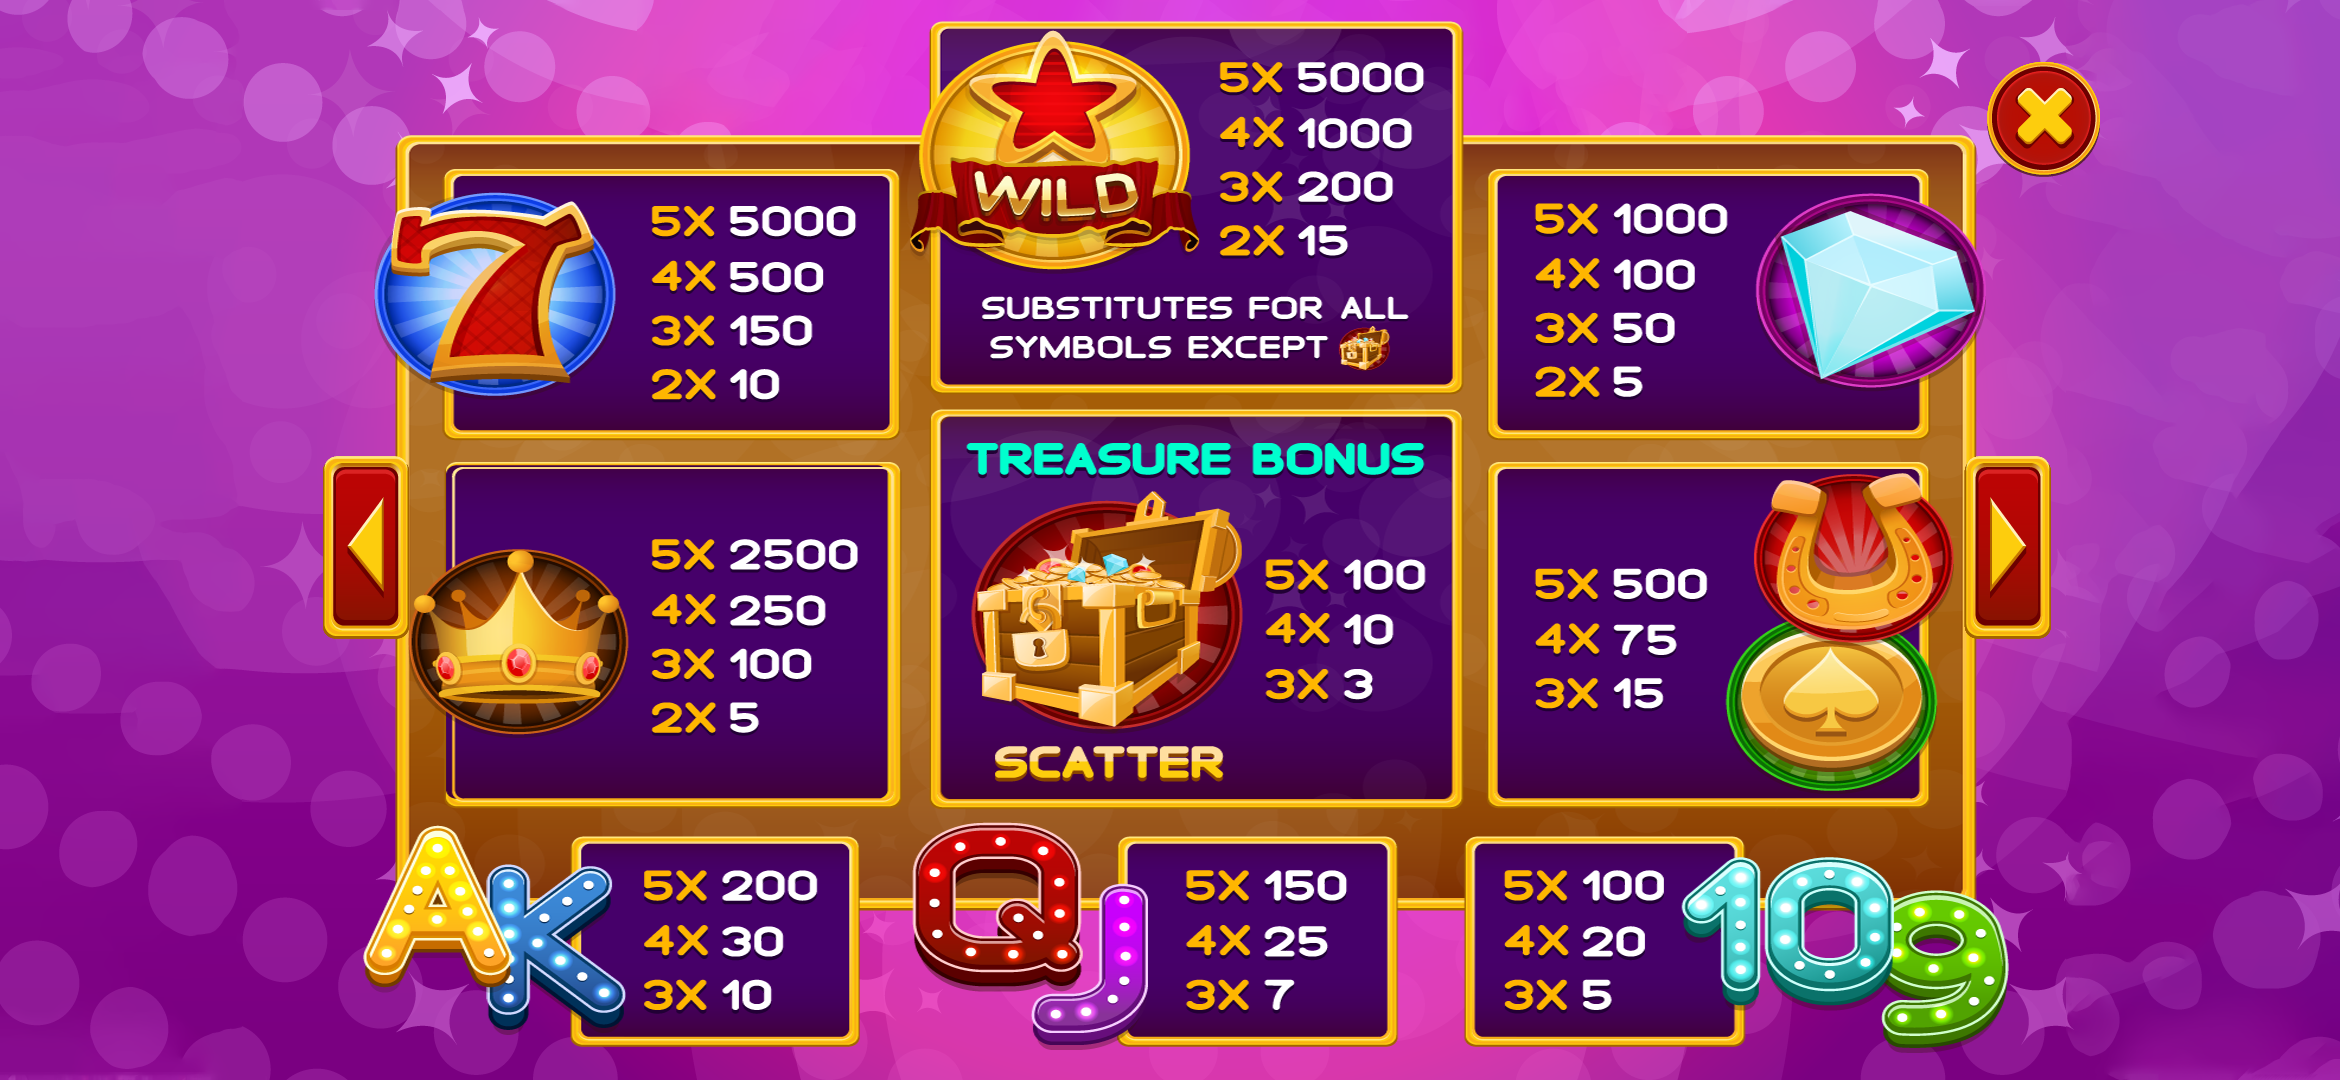 WILD
5X 5000
4X 1000
3X 200
2X 15
SUBSTITUTES FOR ALL
SYMBOLS EXCEPT
7
5X 5000
4X 500
3X 150
2X 10
5X 1000
4X 100
3X 50
2X 5
5X 2500
4X 250
3X 100
2X 5
TREASURE BONUS
5X 100
4X 10
3X 3
SCATTER
5X 500
4X 75
3X 15
A K
5X 200
4X 30
3X 10
Q J
5X 150
4X 25
3X 7
5X 100
4X 20
3X 5
10 9